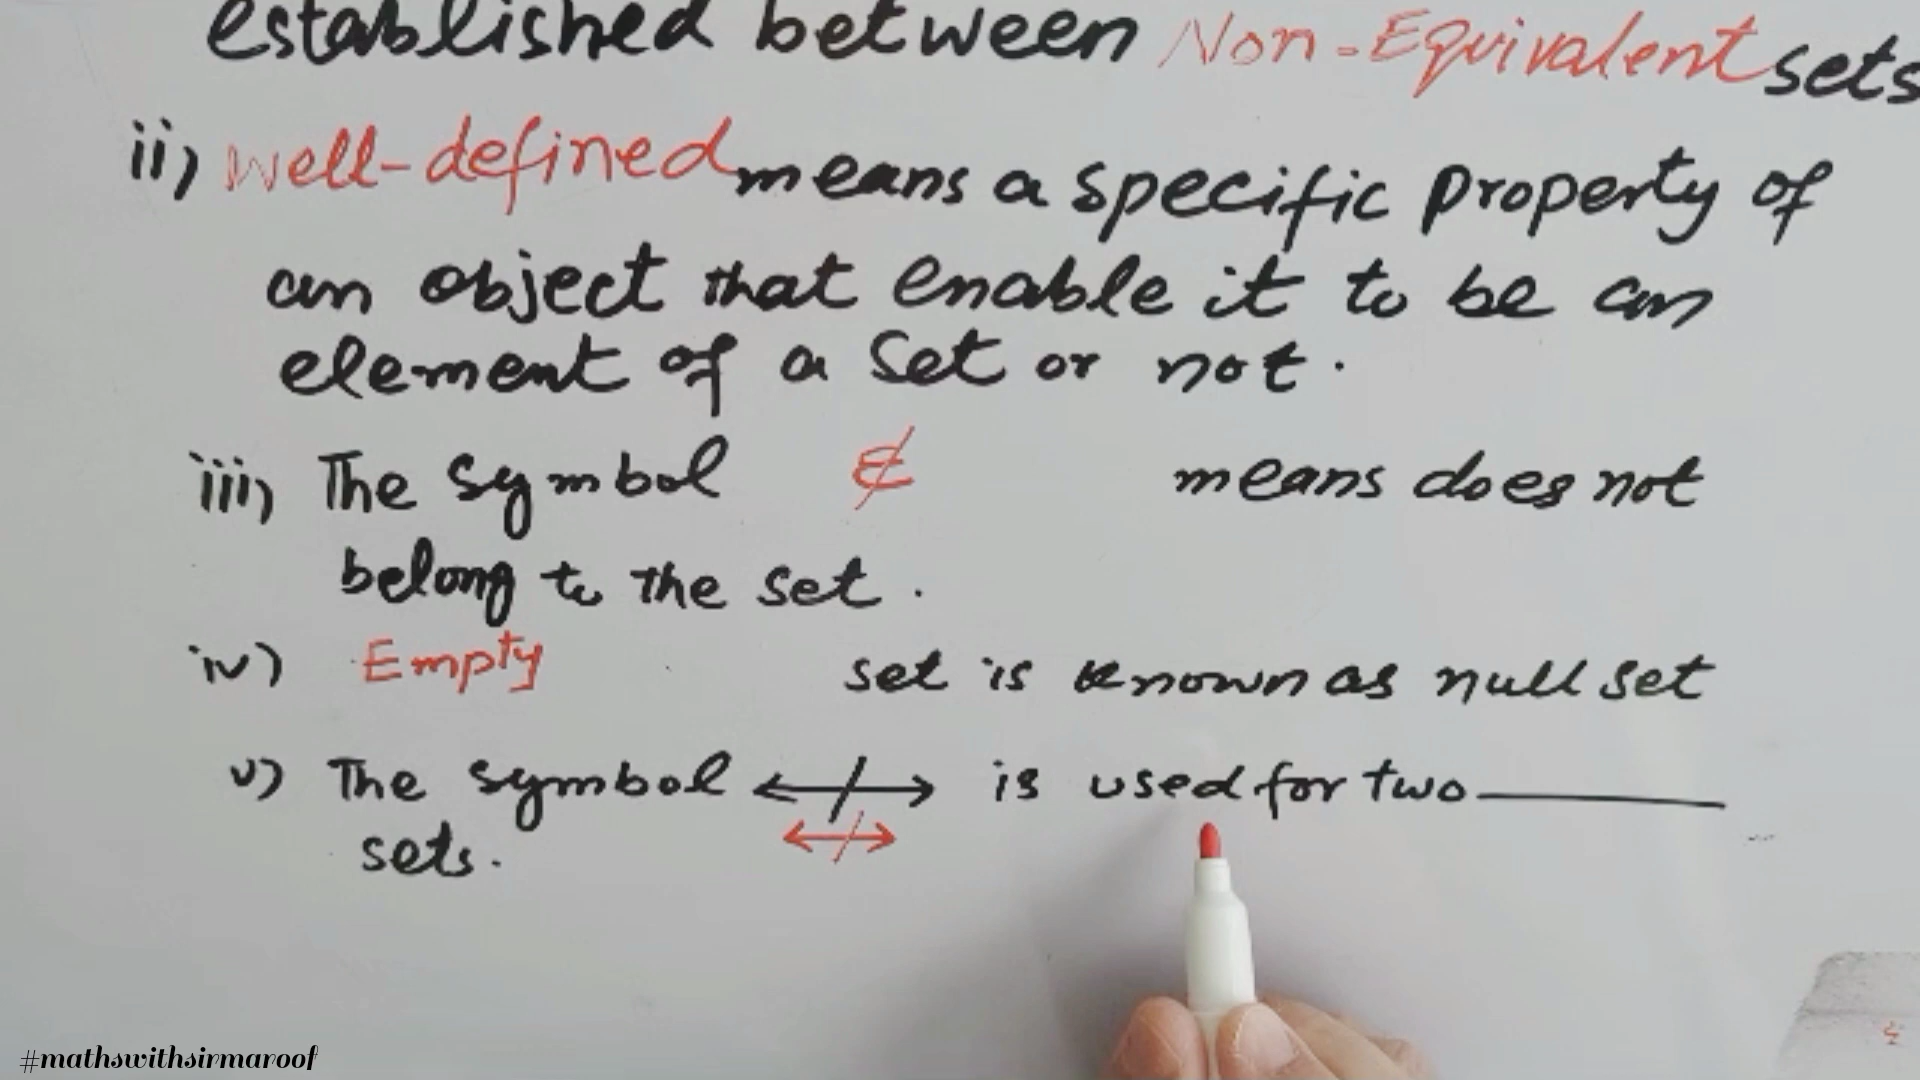 established between Non-Equivalent sets
ii) Well-defined means a specific property of
an object that enable it to be an
element of a set or not.
iii) The symbol ∉ means does not
belong to the set.
iv) Empty set is known as null set
v) The symbol ↮ is used for two ______
↮
sets.
#mathswithsirmaroof